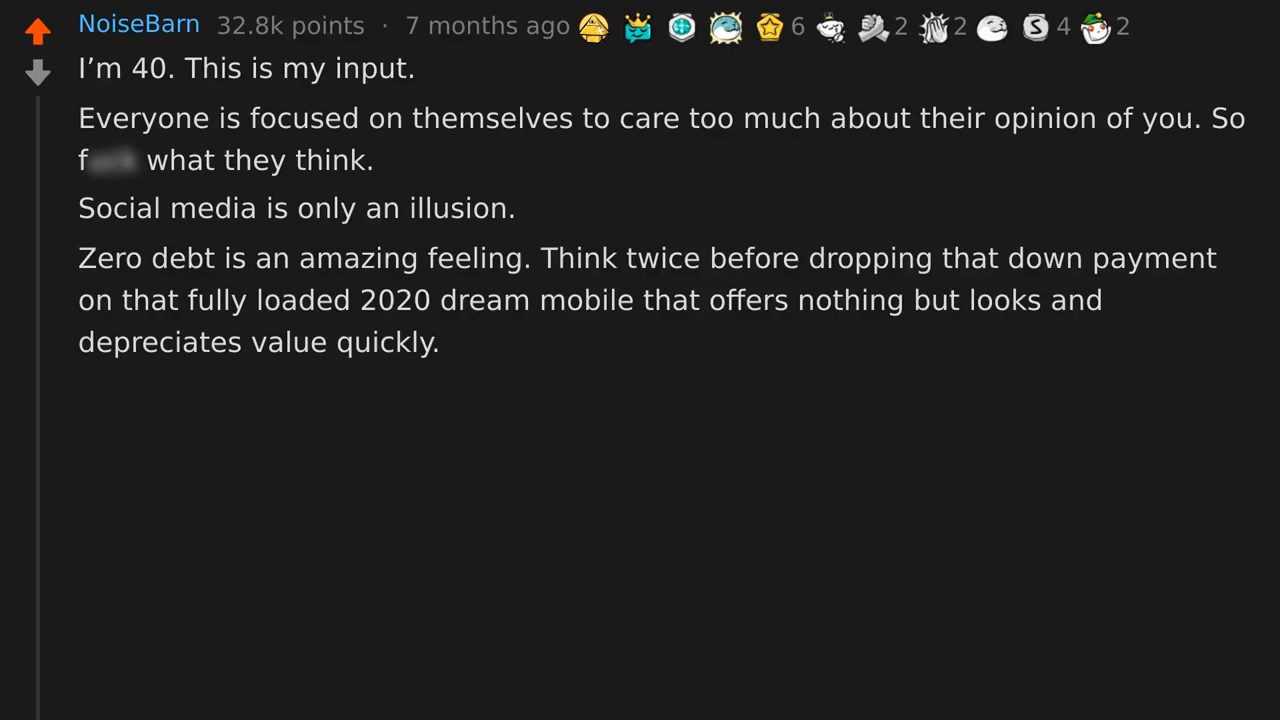 NoiseBarn 32.8k points · 7 months ago 6 2 2 S 4 2
I’m 40. This is my input.
Everyone is focused on themselves to care too much about their opinion of you. So
f what they think.
Social media is only an illusion.
Zero debt is an amazing feeling. Think twice before dropping that down payment
on that fully loaded 2020 dream mobile that offers nothing but looks and
depreciates value quickly.